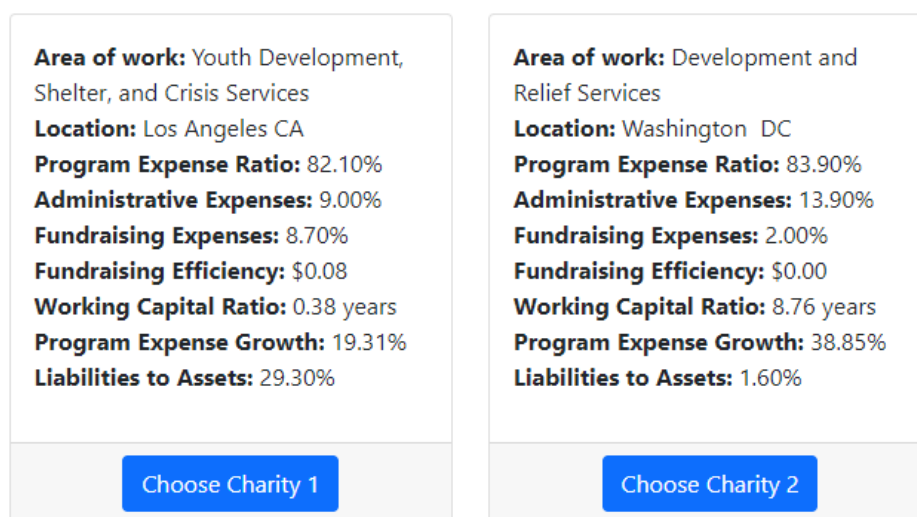 Area of work: Youth Development,
Shelter, and Crisis Services
Location: Los Angeles CA
Program Expense Ratio: 82.10%
Administrative Expenses: 9.00%
Fundraising Expenses: 8.70%
Fundraising Efficiency: $0.08
Working Capital Ratio: 0.38 years
Program Expense Growth: 19.31%
Liabilities to Assets: 29.30%
Choose Charity 1
Area of work: Development and
Relief Services
Location: Washington  DC
Program Expense Ratio: 83.90%
Administrative Expenses: 13.90%
Fundraising Expenses: 2.00%
Fundraising Efficiency: $0.00
Working Capital Ratio: 8.76 years
Program Expense Growth: 38.85%
Liabilities to Assets: 1.60%
Choose Charity 2